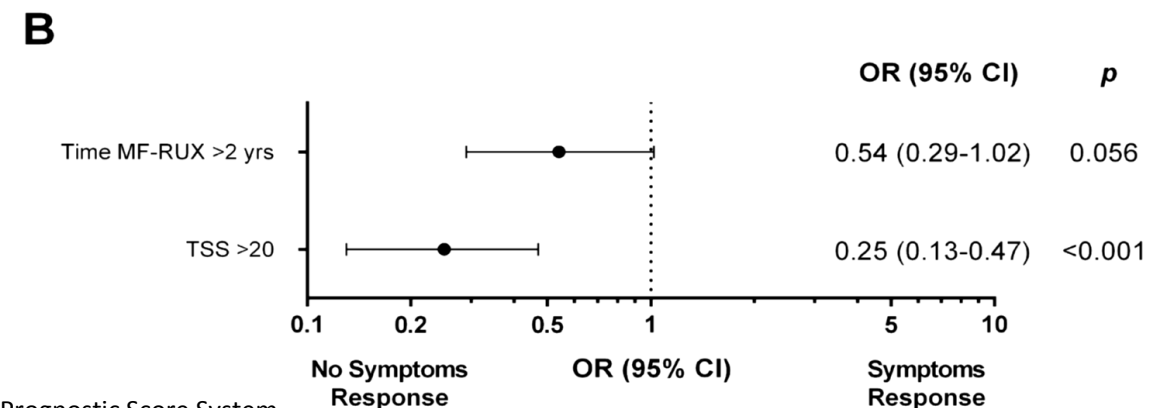 B
OR (95% CI) p
Time MF-RUX >2 yrs 0.54 (0.29-1.02) 0.056
TSS >20 0.25 (0.13-0.47) <0.001
0.1 0.2 0.5 1 5 10
No Symptoms Response OR (95% CI) Symptoms Response
Prognostic Score System